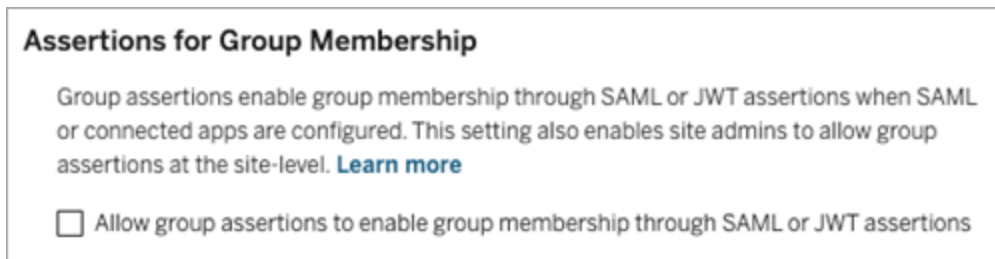 Assertions for Group Membership
Group assertions enable group membership through SAML or JWT assertions when SAML
or connected apps are configured. This setting also enables site admins to allow group
assertions at the site-level. Learn more
Allow group assertions to enable group membership through SAML or JWT assertions